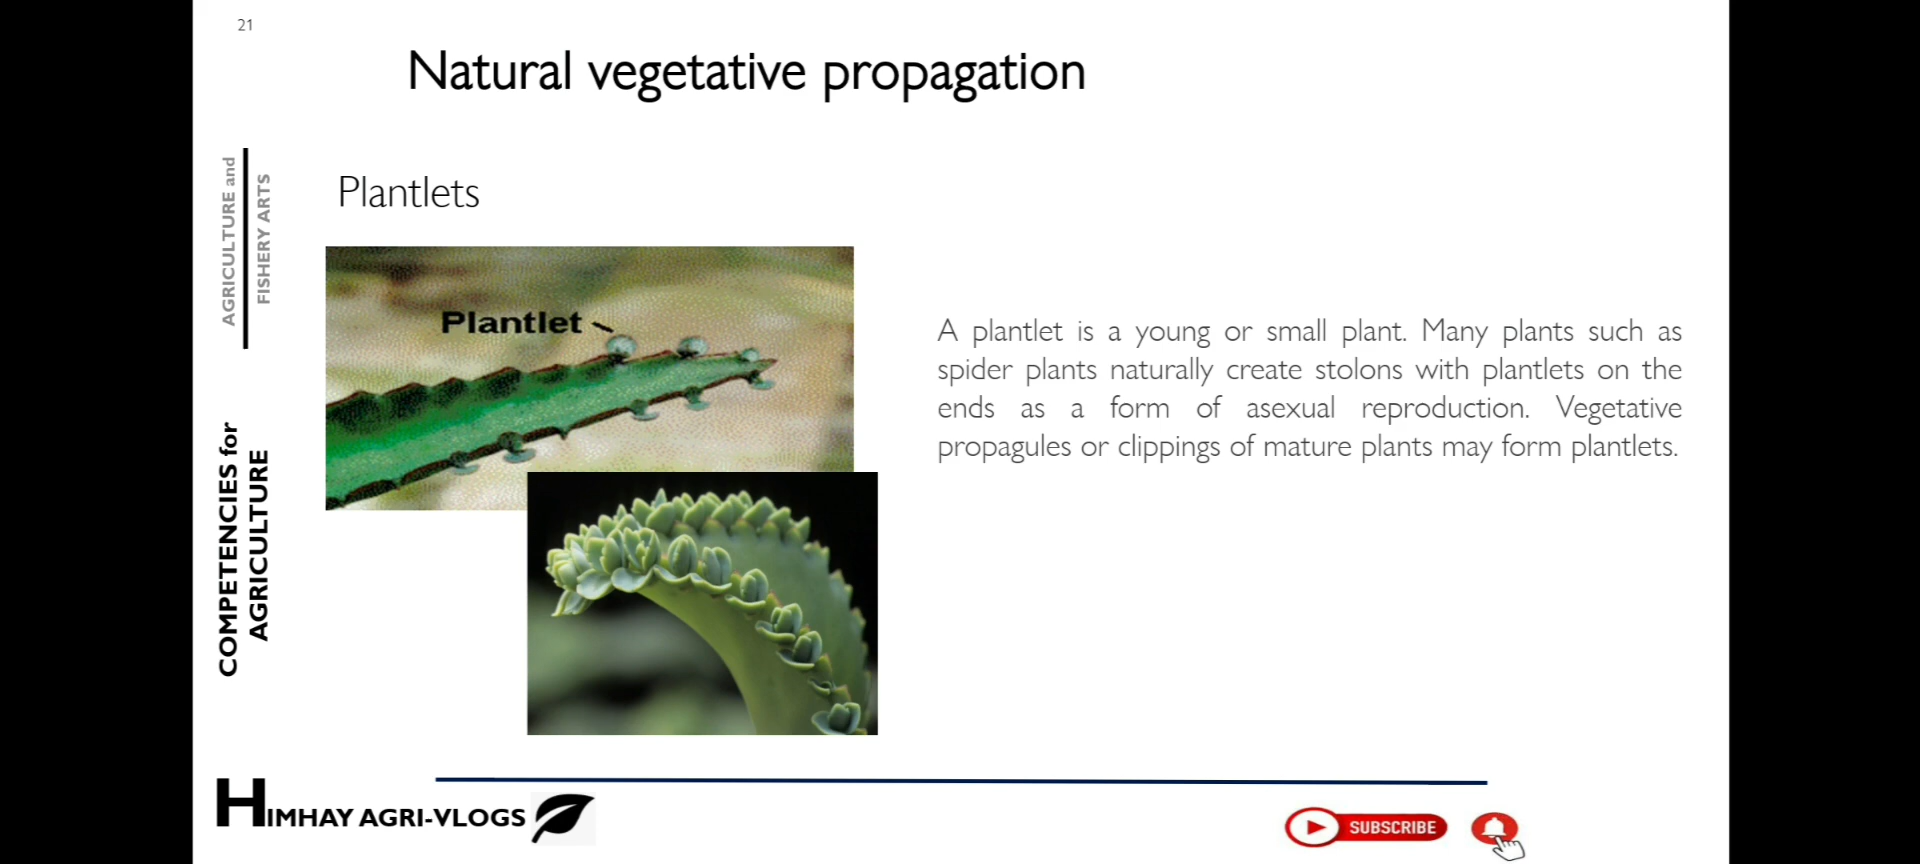 21
Natural vegetative propagation
AGRICULTURE and
FISHERY ARTS
Plantlets
Plantlet
A plantlet is a young or small plant. Many plants such as
spider plants naturally create stolons with plantlets on the
ends as a form of asexual reproduction. Vegetative
propagules or clippings of mature plants may form plantlets.
COMPETENCIES for
AGRICULTURE
HIMHAY AGRI-VLOGS
SUBSCRIBE